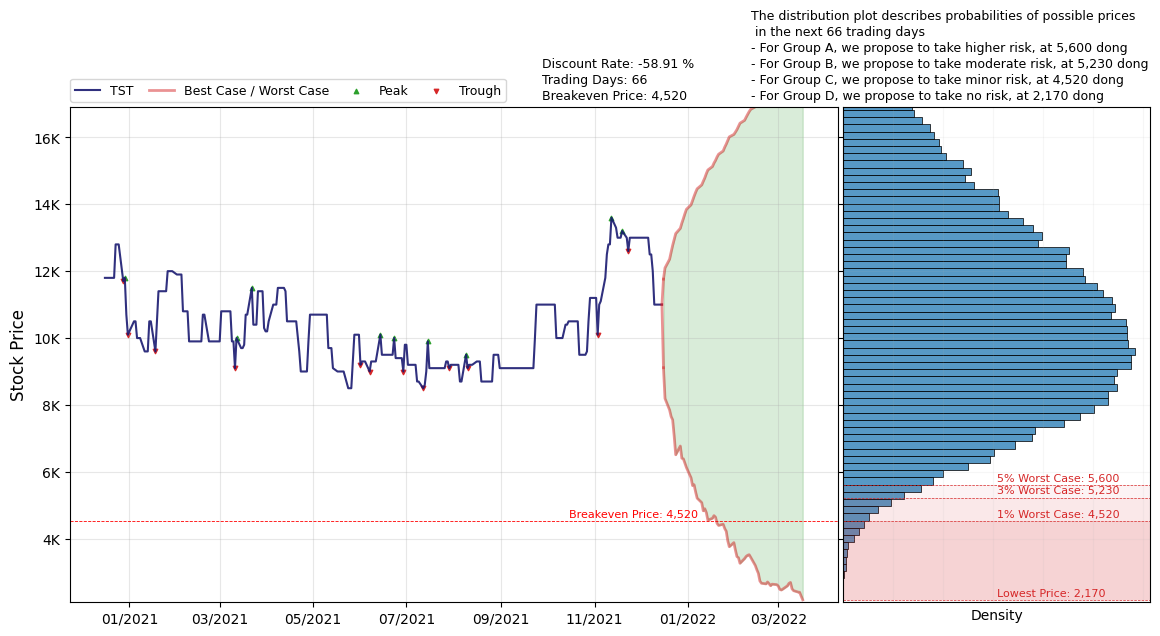 The distribution plot describes probabilities of possible prices
in the next 66 trading days
- For Group A, we propose to take higher risk, at 5,600 dong
- For Group B, we propose to take moderate risk, at 5,230 dong
- For Group C, we propose to take minor risk, at 4,520 dong
- For Group D, we propose to take no risk, at 2,170 dong
Discount Rate: -58.91 %
Trading Days: 66
Breakeven Price: 4,520
TST
Best Case / Worst Case
Peak
Trough
Stock Price
16K
14K
12K
10K
8K
6K
4K
Breakeven Price: 4,520
01/2021
03/2021
05/2021
07/2021
09/2021
11/2021
01/2022
03/2022
5% Worst Case: 5,600
3% Worst Case: 5,230
1% Worst Case: 4,520
Lowest Price: 2,170
Density